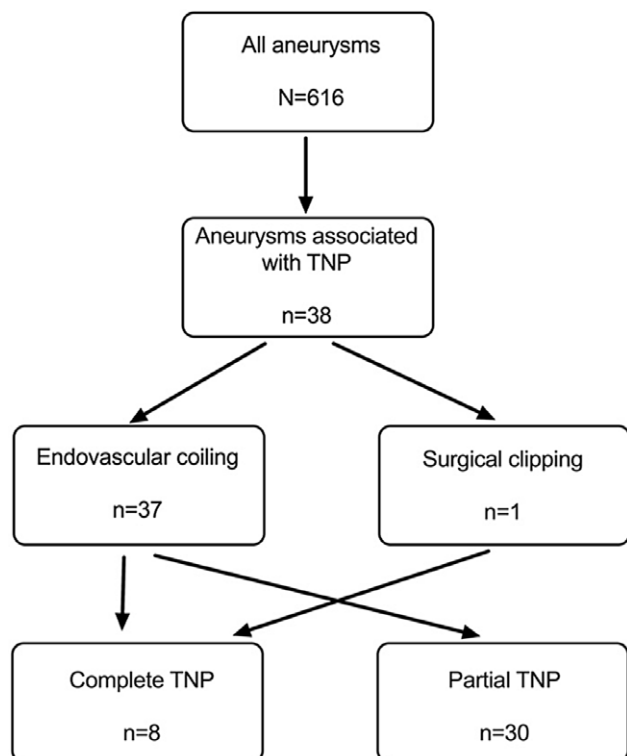 All aneurysms
N=616
Aneurysms associated
with TNP
n=38
Endovascular coiling
n=37
Surgical clipping
n=1
Complete TNP
n=8
Partial TNP
n=30